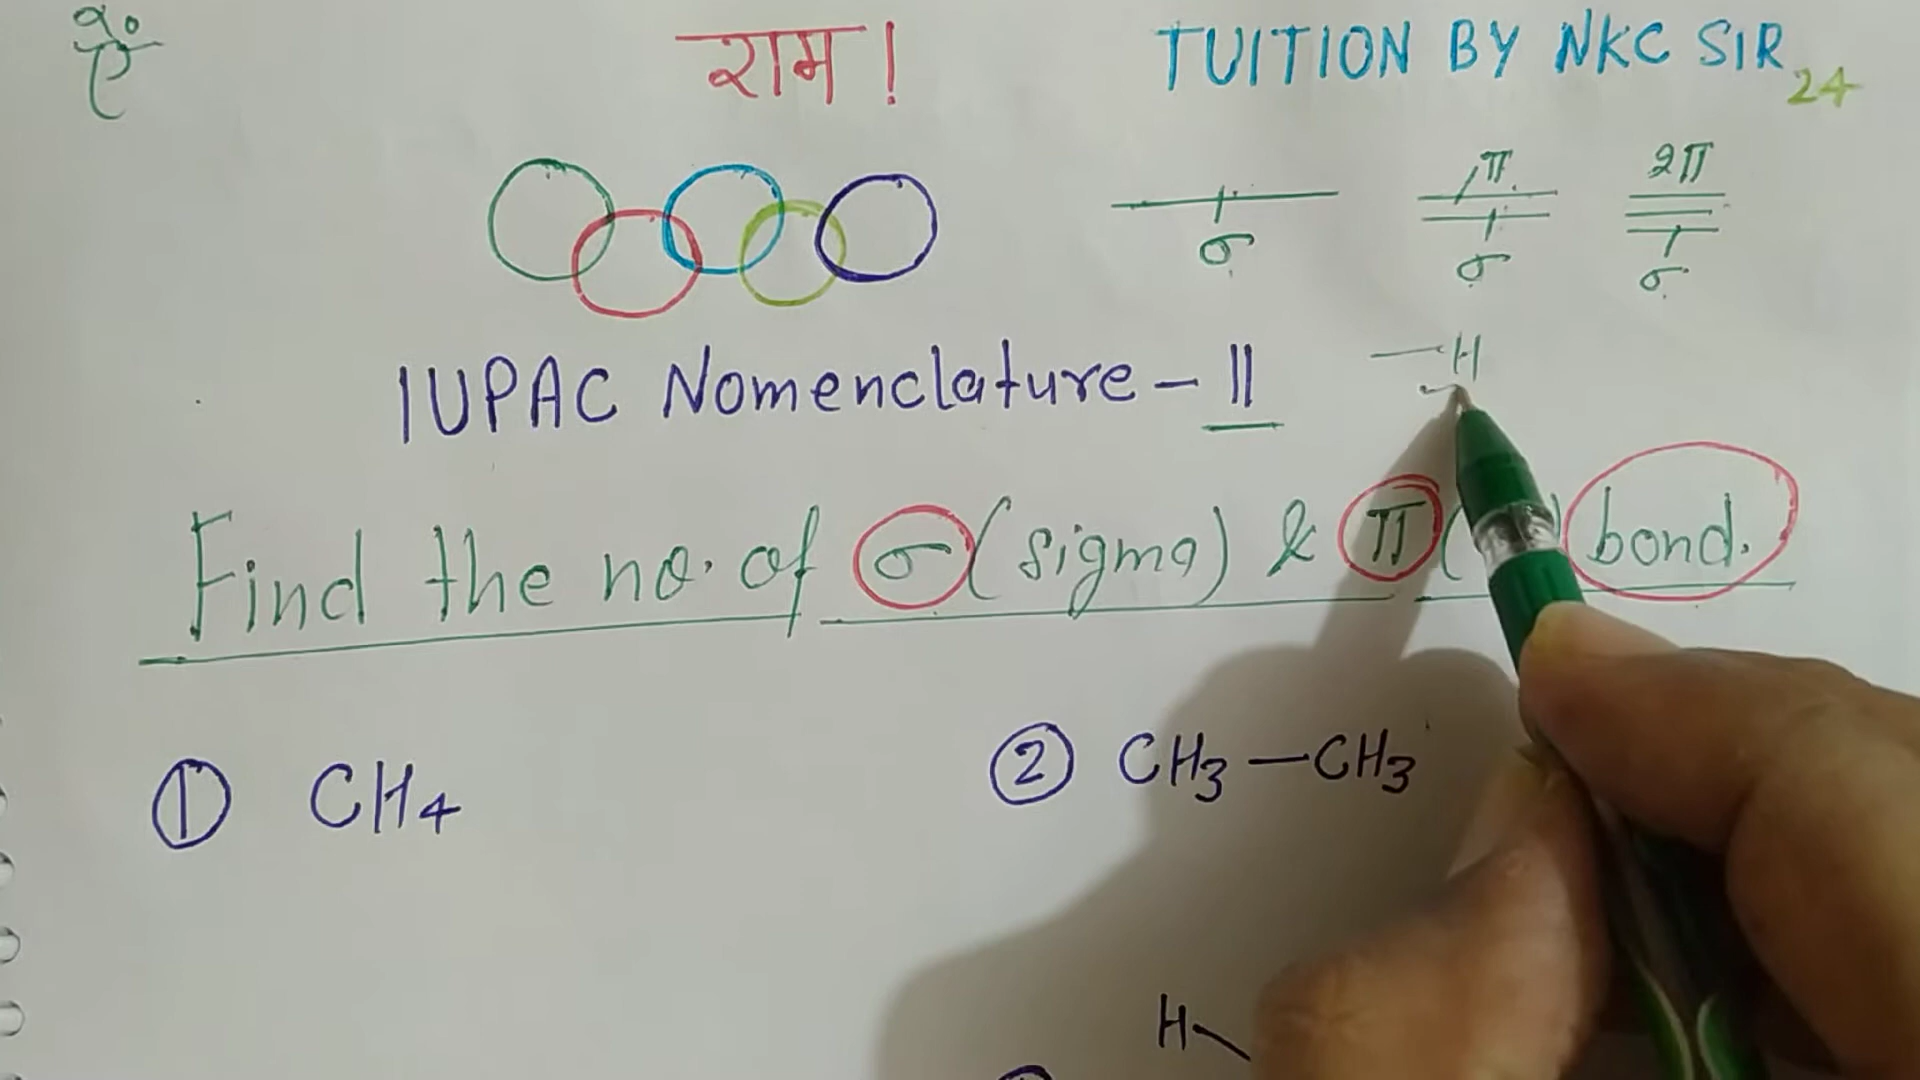 राम !
TUITION BY NKC SIR 24
σ
π
σ
2π
σ
IUPAC Nomenclature - II
- H
Find the no. of σ (sigma) & π ( ) bond.
① CH4
② CH3 — CH3
H